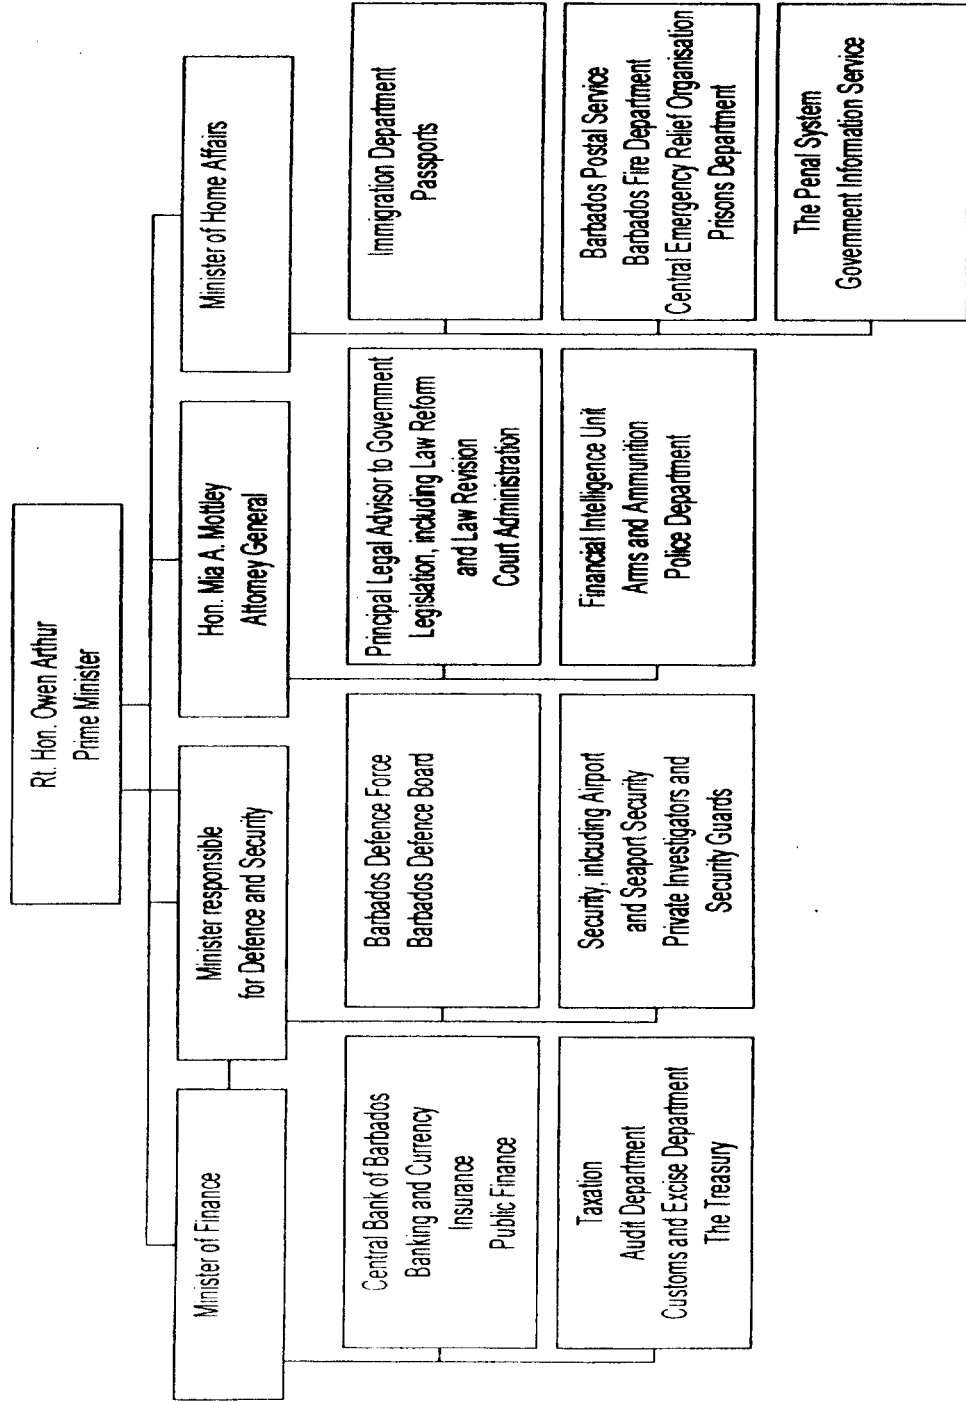 Rt. Hon. Owen Arthur
Prime Minister
Minister of Finance
Minister responsible
for Defence and Security
Hon. Mia A. Mottley
Attorney General
Minister of Home Affairs
Central Bank of Barbados
Banking and Currency
Insurance
Public Finance
Barbados Defence Force
Barbados Defence Board
Principal Legal Advisor to Government
Legislation, including Law Reform
and Law Revision
Court Administration
Immigration Department
Passports
Taxation
Audit Department
Customs and Excise Department
The Treasury
Security, inlcuding Airport
and Seaport Security
Private Investigators and
Security Guards
Financial Intelligence Unit
Arms and Ammunition
Police Department
Barbados Postal Service
Barbados Fire Department
Central Emergency Relief Organisation
Prisons Department
The Penal System
Government Information Service